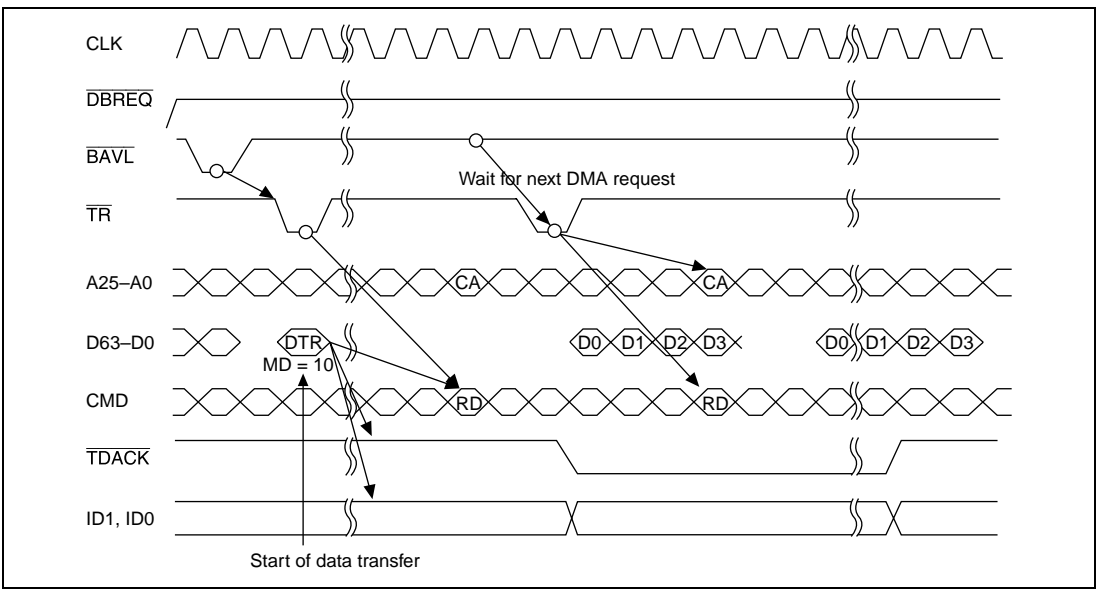 CLK
DBREQ
BAVL
Wait for next DMA request
TR
A25–A0 CA CA
D63–D0 DTR D0 D1 D2 D3 D0 D1 D2 D3
MD = 10
CMD RD RD
TDACK
ID1, ID0
Start of data transfer